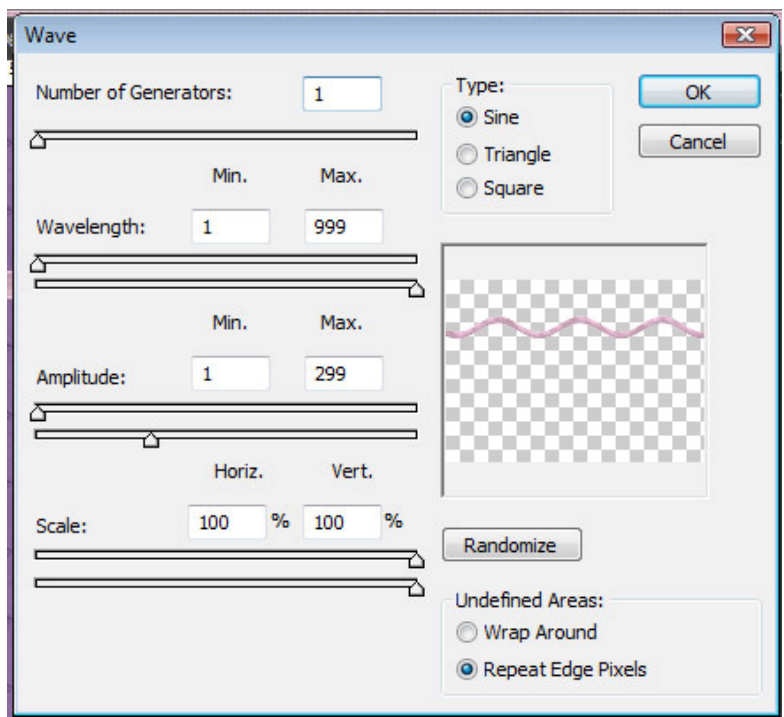 Wave
Number of Generators: 1
Min. Max.
Wavelength: 1 999
Min. Max.
Amplitude: 1 299
Horiz. Vert.
Scale: 100 % 100 %
Type:
Sine
Triangle
Square
OK
Cancel
Randomize
Undefined Areas:
Wrap Around
Repeat Edge Pixels